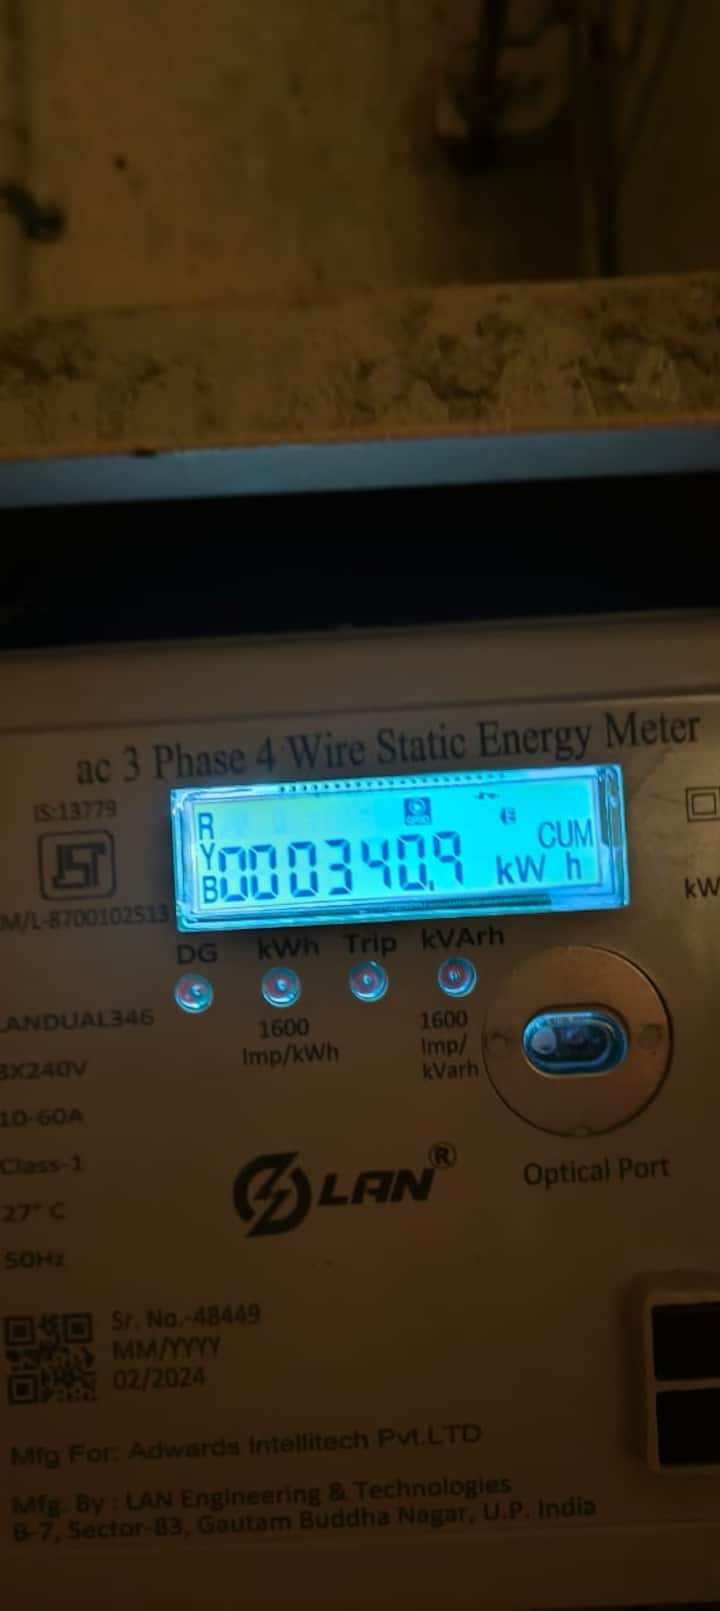 ac 3 Phase 4 Wire Static Energy Meter
IS:13779
R
Y
B
000340.9
CUM
kW h
M/L-8700102513
kW
DG kWh Trip kVArh
1600
Imp/kWh
1600
Imp/
kVarh
LANDUAL346
3X240V
10-60A
Class-1
27° C
50Hz
LAN®
Optical Port
Sr. No.-48449
MM/YYYY
02/2024
Mfg For: Adwards Intellitech Pvt.LTD
Mfg. By : LAN Engineering & Technologies
B-7, Sector-83, Gautam Buddha Nagar, U.P. India